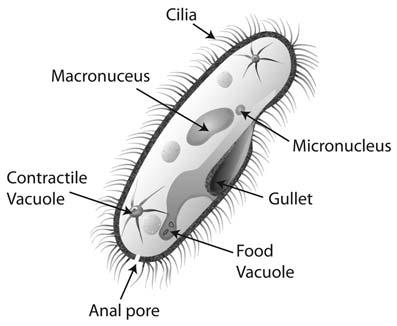 Cilia
Macronuceus
Micronucleus
Contractile
Vacuole
Gullet
Food
Vacuole
Anal pore